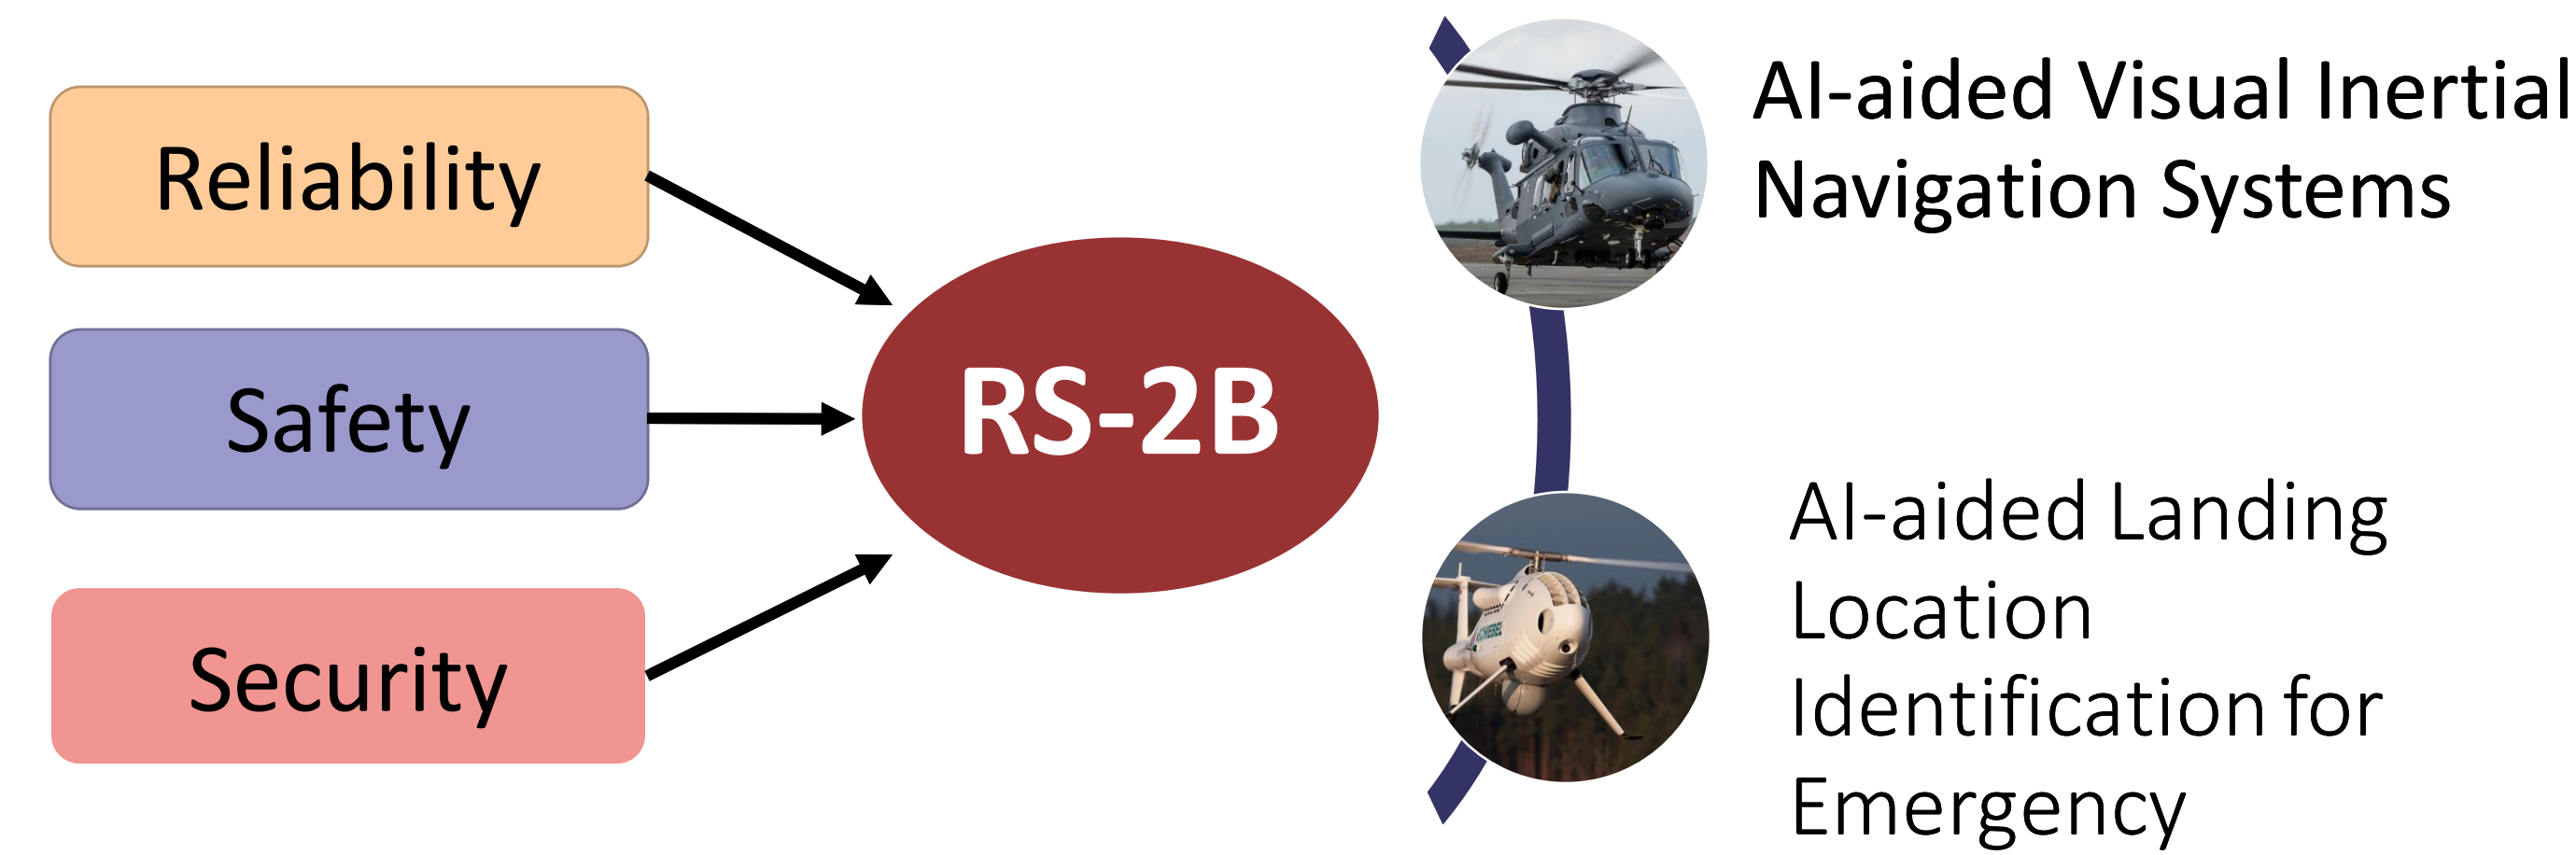 Reliability
Safety
Security
RS-2B
AI-aided Visual Inertial
Navigation Systems
AI-aided Landing
Location
Identification for
Emergency